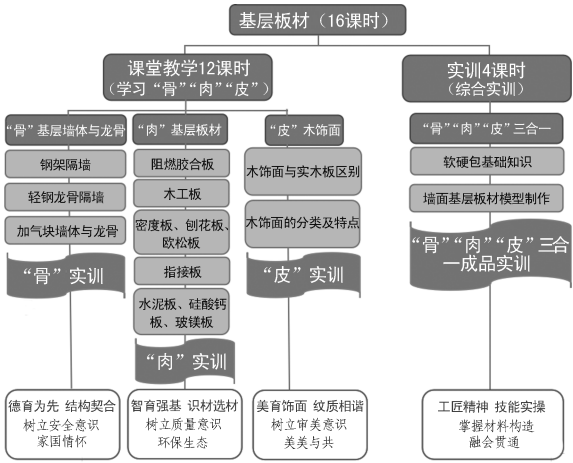 基层板材（16课时）
课堂教学12课时
（学习“骨”“肉”“皮”）
实训4课时
（综合实训）
“骨”基层墙体与龙骨
钢架隔墙
轻钢龙骨隔墙
加气块墙体与龙骨
“骨”实训
“肉”基层板材
阻燃胶合板
木工板
密度板、刨花板、
欧松板
指接板
水泥板、硅酸钙
板、玻镁板
“肉”实训
“皮”木饰面
木饰面与实木板区别
木饰面的分类及特点
“皮”实训
“骨”“肉”“皮”三合一
软硬包基础知识
墙面基层板材模型制作
“骨”“肉”“皮”三合
一成品实训
德育为先 结构契合
树立安全意识
家国情怀
智育强基 识材选材
树立质量意识
环保生态
美育饰面 纹质相谐
树立审美意识
美美与共
工匠精神 技能实操
掌握材料构造
融会贯通